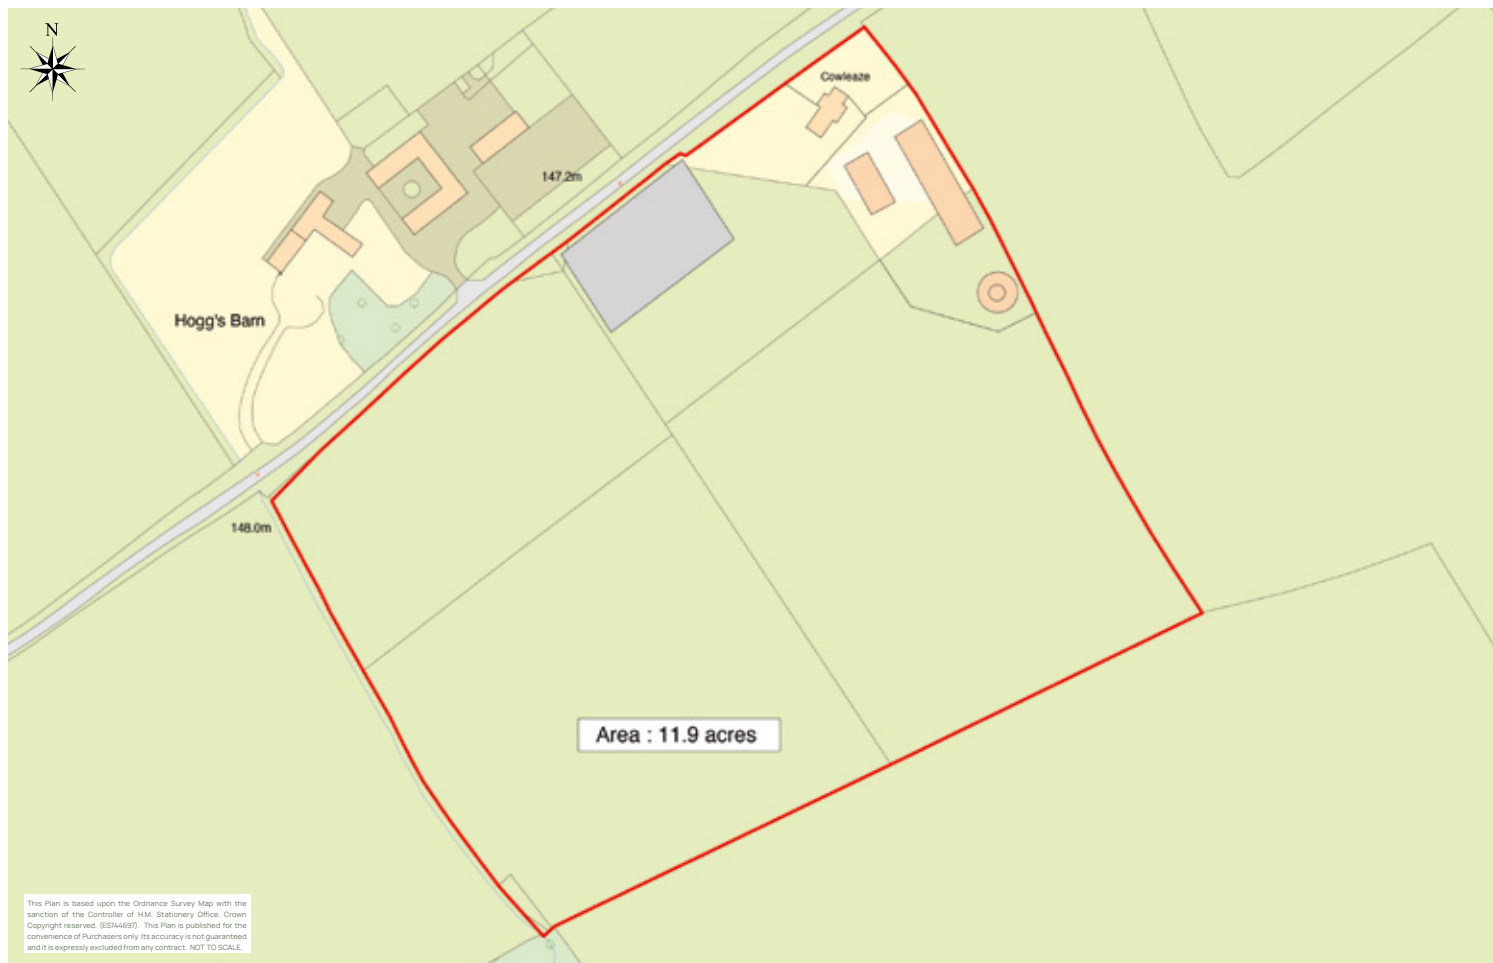 N
Cowleaze
147.2m
Hogg's Barn
148.0m
Area : 11.9 acres
This Plan is based upon the Ordnance Survey Map with the
sanction of the Controller of H.M. Stationery Office. Crown
Copyright reserved. (ES744697). This Plan is published for the
convenience of Purchasers only. Its accuracy is not guaranteed
and it is expressly excluded from any contract. NOT TO SCALE.